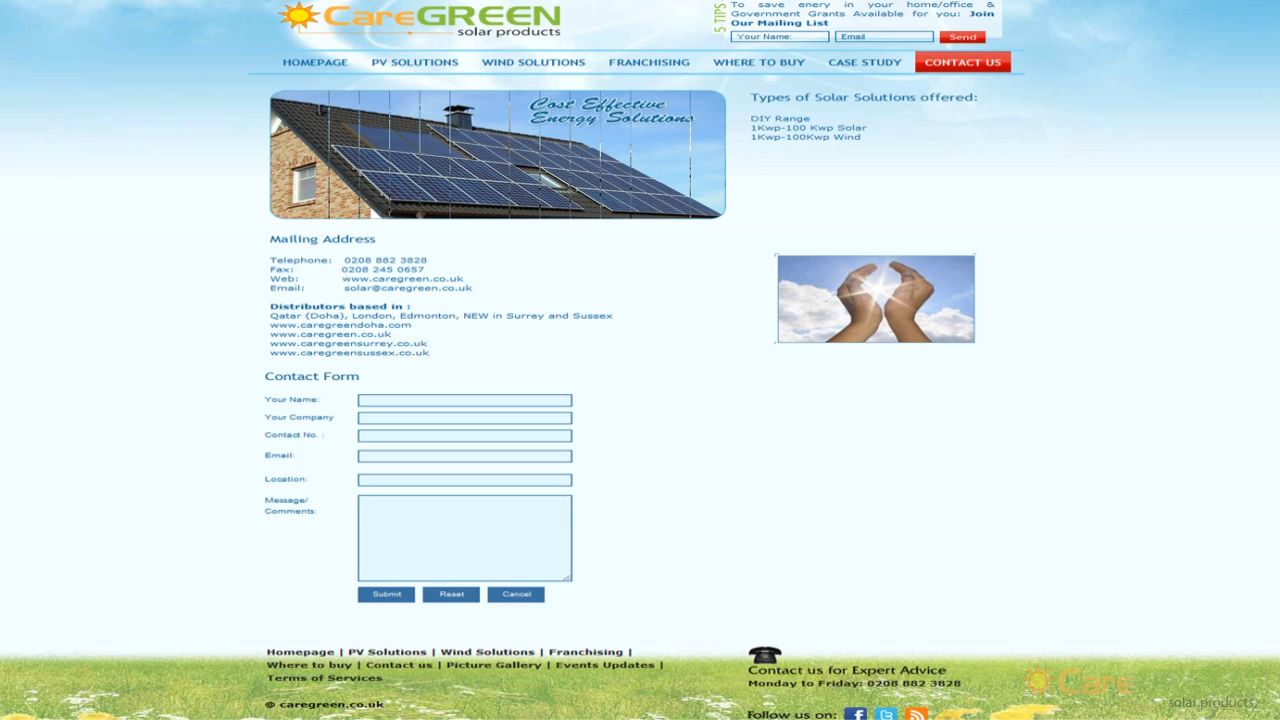 CareGREEN
solar products
5 TIPS
To save enery in your home/office &
Government Grants Available for you: Join
Our Mailing List
Your Name:
Email
Send
HOMEPAGE
PV SOLUTIONS
WIND SOLUTIONS
FRANCHISING
WHERE TO BUY
CASE STUDY
CONTACT US
Cost Effective
Energy Solutions
Types of Solar Solutions offered:
DIY Range
1Kwp-100 Kwp Solar
1Kwp-100Kwp Wind
Mailing Address
Telephone: 0208 882 3828
Fax: 0208 245 0657
Web: www.caregreen.co.uk
Email: solar@caregreen.co.uk
Distributors based in :
Qatar (Doha), London, Edmonton, NEW in Surrey and Sussex
www.caregreendoha.com
www.caregreen.co.uk
www.caregreensurrey.co.uk
www.caregreensussex.co.uk
Contact Form
Your Name:
Your Company
Contact No. :
Email:
Location:
Message/
Comments:
Submit
Reset
Cancel
Homepage | PV Solutions | Wind Solutions | Franchising |
Where to buy | Contact us | Picture Gallery | Events Updates |
Terms of Services
© caregreen.co.uk
Contact us for Expert Advice
Monday to Friday: 0208 882 3828
Follow us on:
Care
solar products